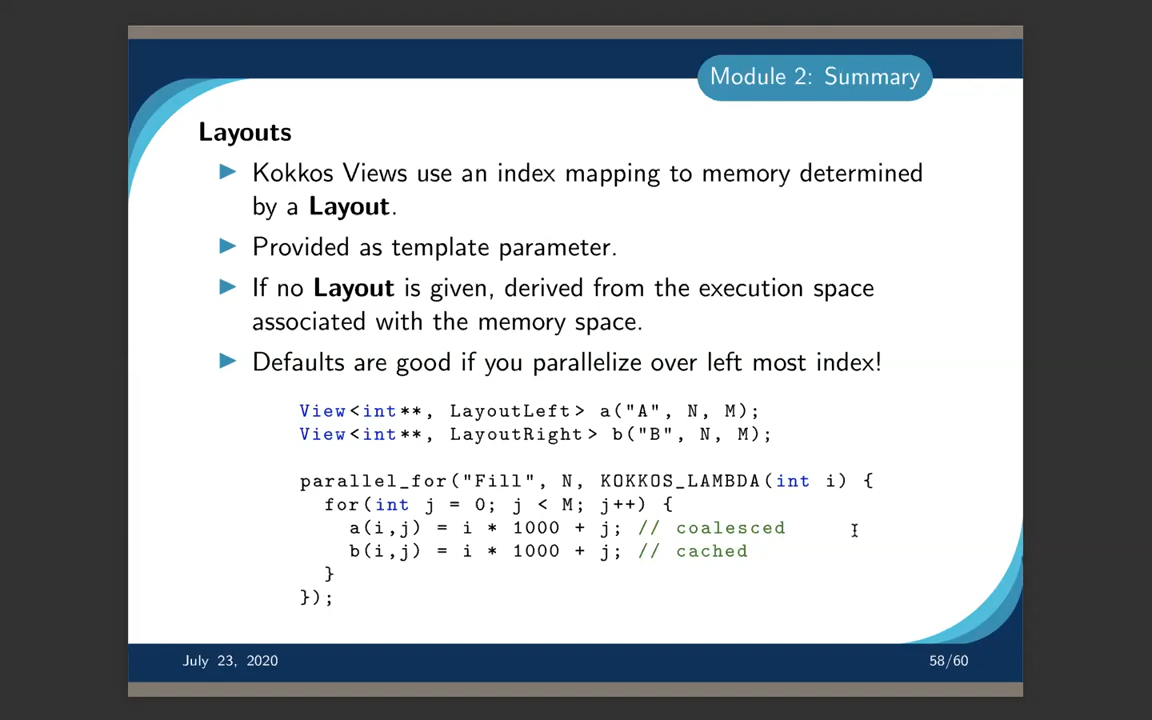 Module 2: Summary
Layouts
Kokkos Views use an index mapping to memory determined
by a Layout.
Provided as template parameter.
If no Layout is given, derived from the execution space
associated with the memory space.
Defaults are good if you parallelize over left most index!
View<int**, LayoutLeft> a("A", N, M);
View<int**, LayoutRight> b("B", N, M);
parallel_for("Fill", N, KOKKOS_LAMBDA(int i) {
for(int j = 0; j < M; j++) {
a(i,j) = i * 1000 + j; // coalesced
b(i,j) = i * 1000 + j; // cached
}
});
July 23, 2020
58/60